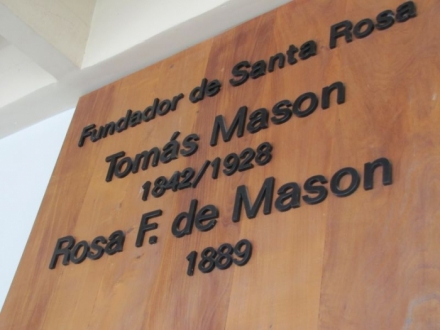 Fundador de Santa Rosa
Tomás Mason
1842/1928
Rosa F. de Mason
1889